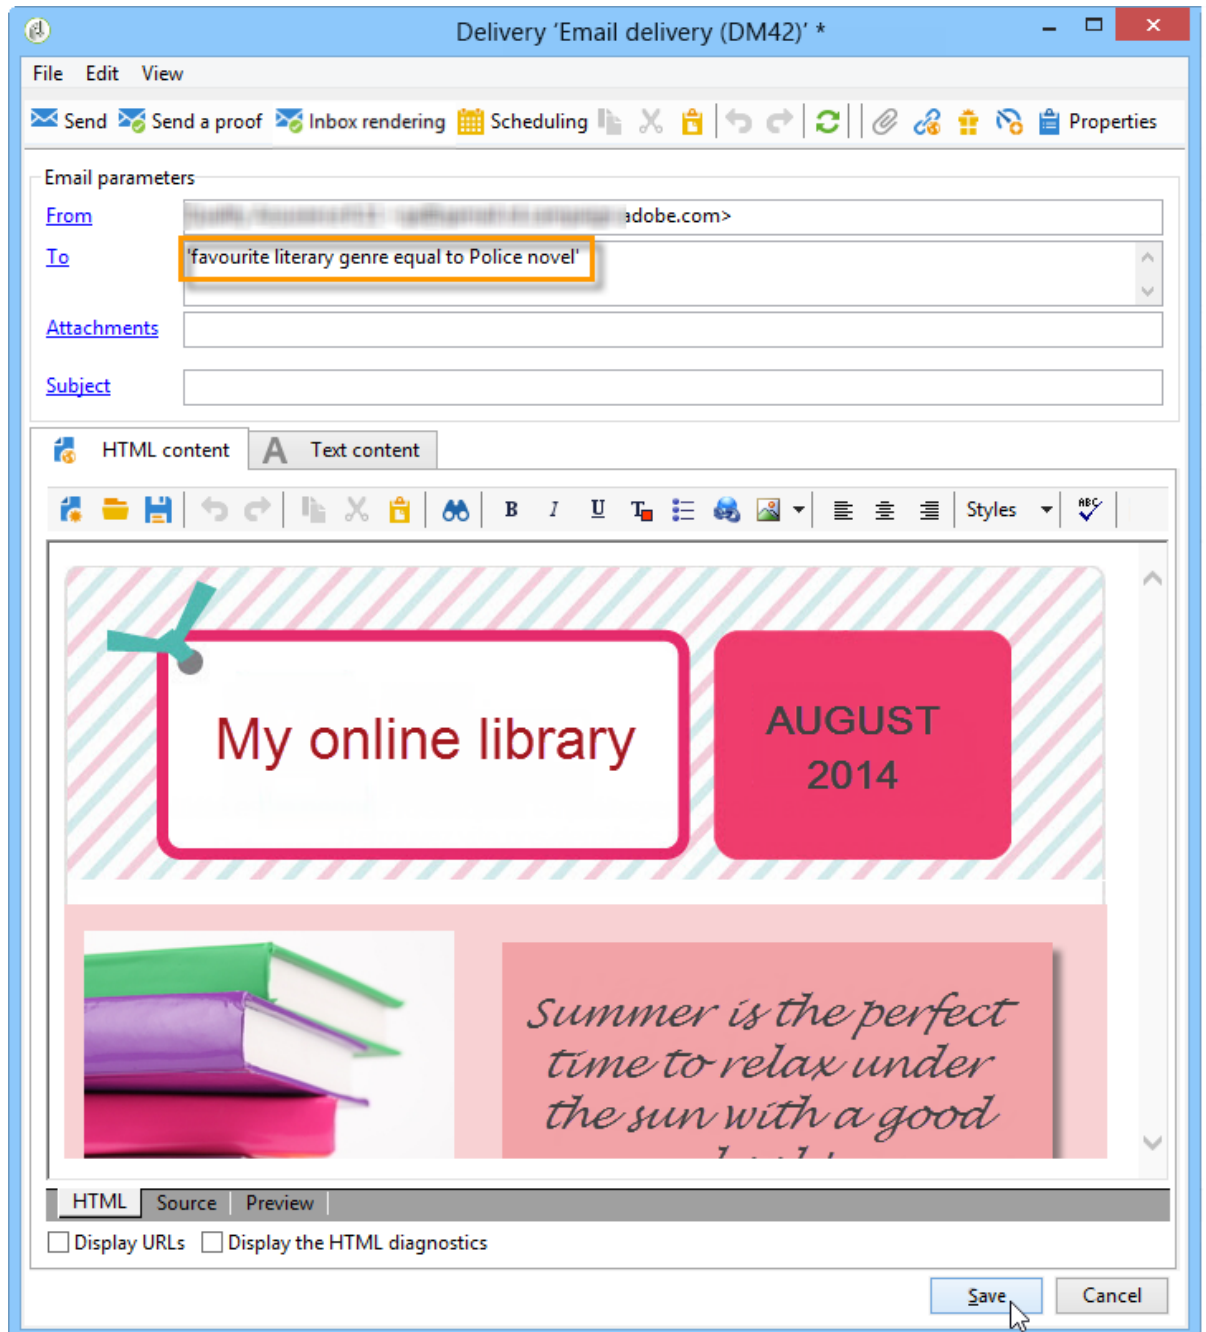 Delivery ‘Email delivery (DM42)’ *
File Edit View
Send Send a proof Inbox rendering Scheduling Properties
Email parameters
From adobe.com>
To 'favourite literary genre equal to Police novel'
Attachments
Subject
HTML content A Text content
B I U T Styles ABC
My online library
AUGUST
2014
Summer is the perfect
time to relax under
the sun with a good
HTML Source Preview
Display URLs Display the HTML diagnostics
Save Cancel